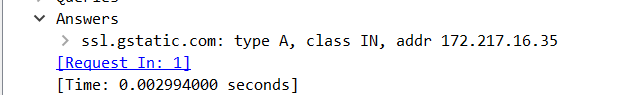 Queries
Answers
ssl.gstatic.com: type A, class IN, addr 172.217.16.35
[Request In: 1]
[Time: 0.002994000 seconds]